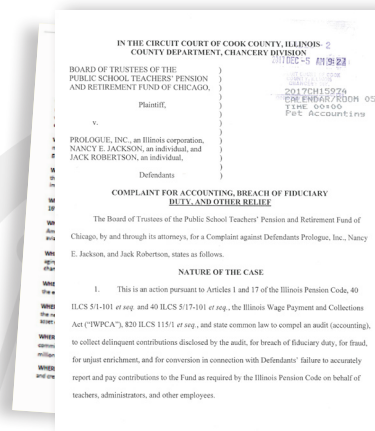 IN THE CIRCUIT COURT OF COOK COUNTY, ILLINOIS
COUNTY DEPARTMENT, CHANCERY DIVISION
2017 DEC -5 AM 9:27
BOARD OF TRUSTEES OF THE
PUBLIC SCHOOL TEACHERS' PENSION
AND RETIREMENT FUND OF CHICAGO,
Plaintiff,
v.
PROLOGUE, INC., an Illinois corporation,
NANCY E. JACKSON, an individual, and
JACK ROBERTSON, an individual,
Defendants
)
)
)
)
)
)
)
)
)
)
)
)
2017CH15974
CALENDAR/ROOM 05
TIME 00:00
Pet Accounting
COMPLAINT FOR ACCOUNTING, BREACH OF FIDUCIARY
DUTY, AND OTHER RELIEF
The Board of Trustees of the Public School Teachers' Pension and Retirement Fund of
Chicago, by and through its attorneys, for a Complaint against Defendants Prologue, Inc., Nancy
E. Jackson, and Jack Robertson, states as follows.
NATURE OF THE CASE
1. This is an action pursuant to Articles 1 and 17 of the Illinois Pension Code, 40
ILCS 5/1-101 et seq. and 40 ILCS 5/17-101 et seq., the Illinois Wage Payment and Collections
Act ("IWPCA"), 820 ILCS 115/1 et seq., and state common law to compel an audit (accounting),
to collect delinquent contributions disclosed by the audit, for breach of fiduciary duty, for fraud,
for unjust enrichment, and for conversion in connection with Defendants' failure to accurately
report and pay contributions to the Fund as required by the Illinois Pension Code on behalf of
teachers, administrators, and other employees.